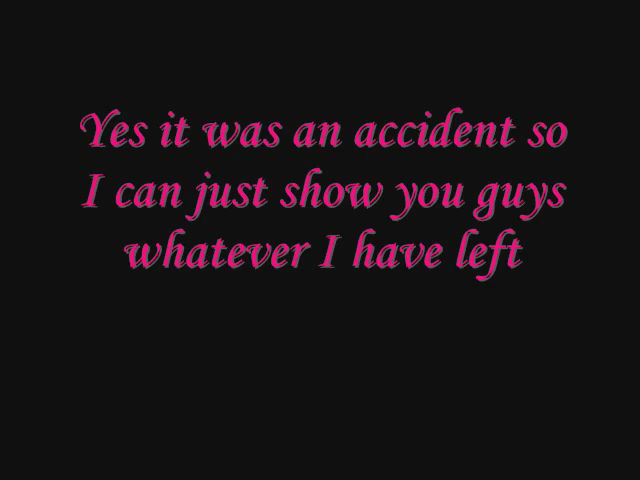 Yes it was an accident so
I can just show you guys
whatever I have left